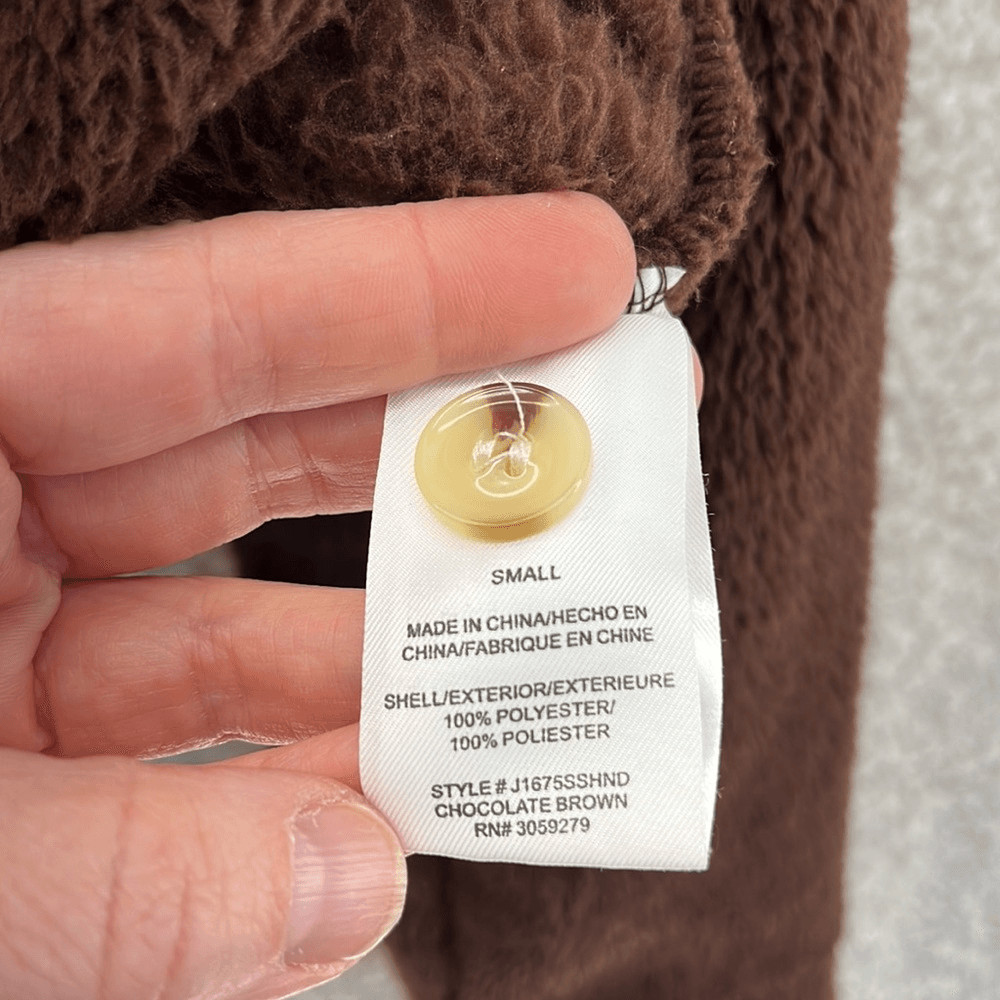 SMALL
MADE IN CHINA/HECHO EN
CHINA/FABRIQUE EN CHINE
SHELL/EXTERIOR/EXTERIEURE
100% POLYESTER/
100% POLIESTER
STYLE # J1675SSHND
CHOCOLATE BROWN
RN# 3059279